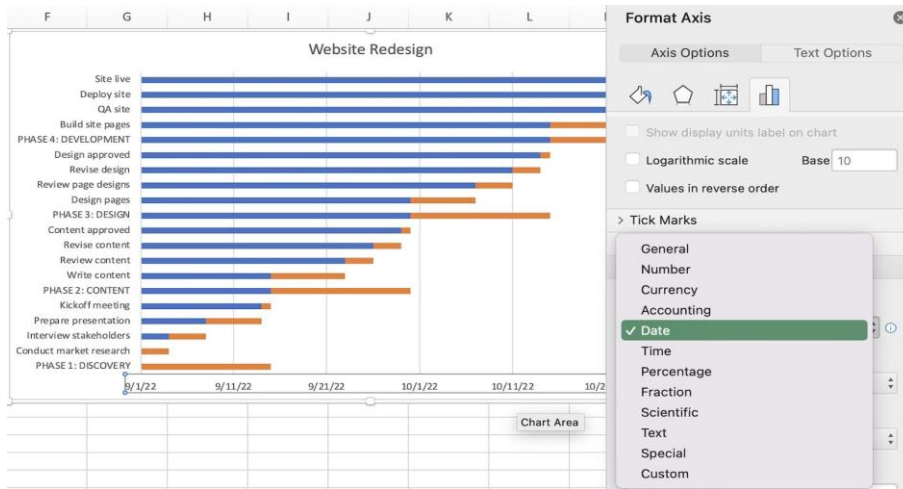 F G H I J K L
Format Axis
Axis Options Text Options
Website Redesign
Site live
Deploy site
QA site
Build site pages
PHASE 4: DEVELOPMENT
Design approved
Revise design
Review page designs
Design pages
PHASE 3: DESIGN
Content approved
Revise content
Review content
Write content
PHASE 2: CONTENT
Kickoff meeting
Prepare presentation
Interview stakeholders
Conduct market research
PHASE 1: DISCOVERY
9/1/22 9/11/22 9/21/22 10/1/22 10/11/22 10/2
Chart Area
Show display units label on chart
Logarithmic scale Base 10
Values in reverse order
> Tick Marks
General
Number
Currency
Accounting
✓ Date
Time
Percentage
Fraction
Scientific
Text
Special
Custom